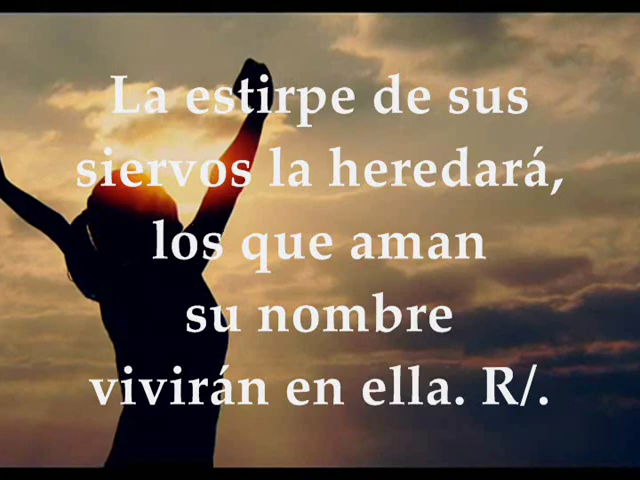 La estirpe de sus
siervos la heredará,
los que aman
su nombre
vivirán en ella. R/.